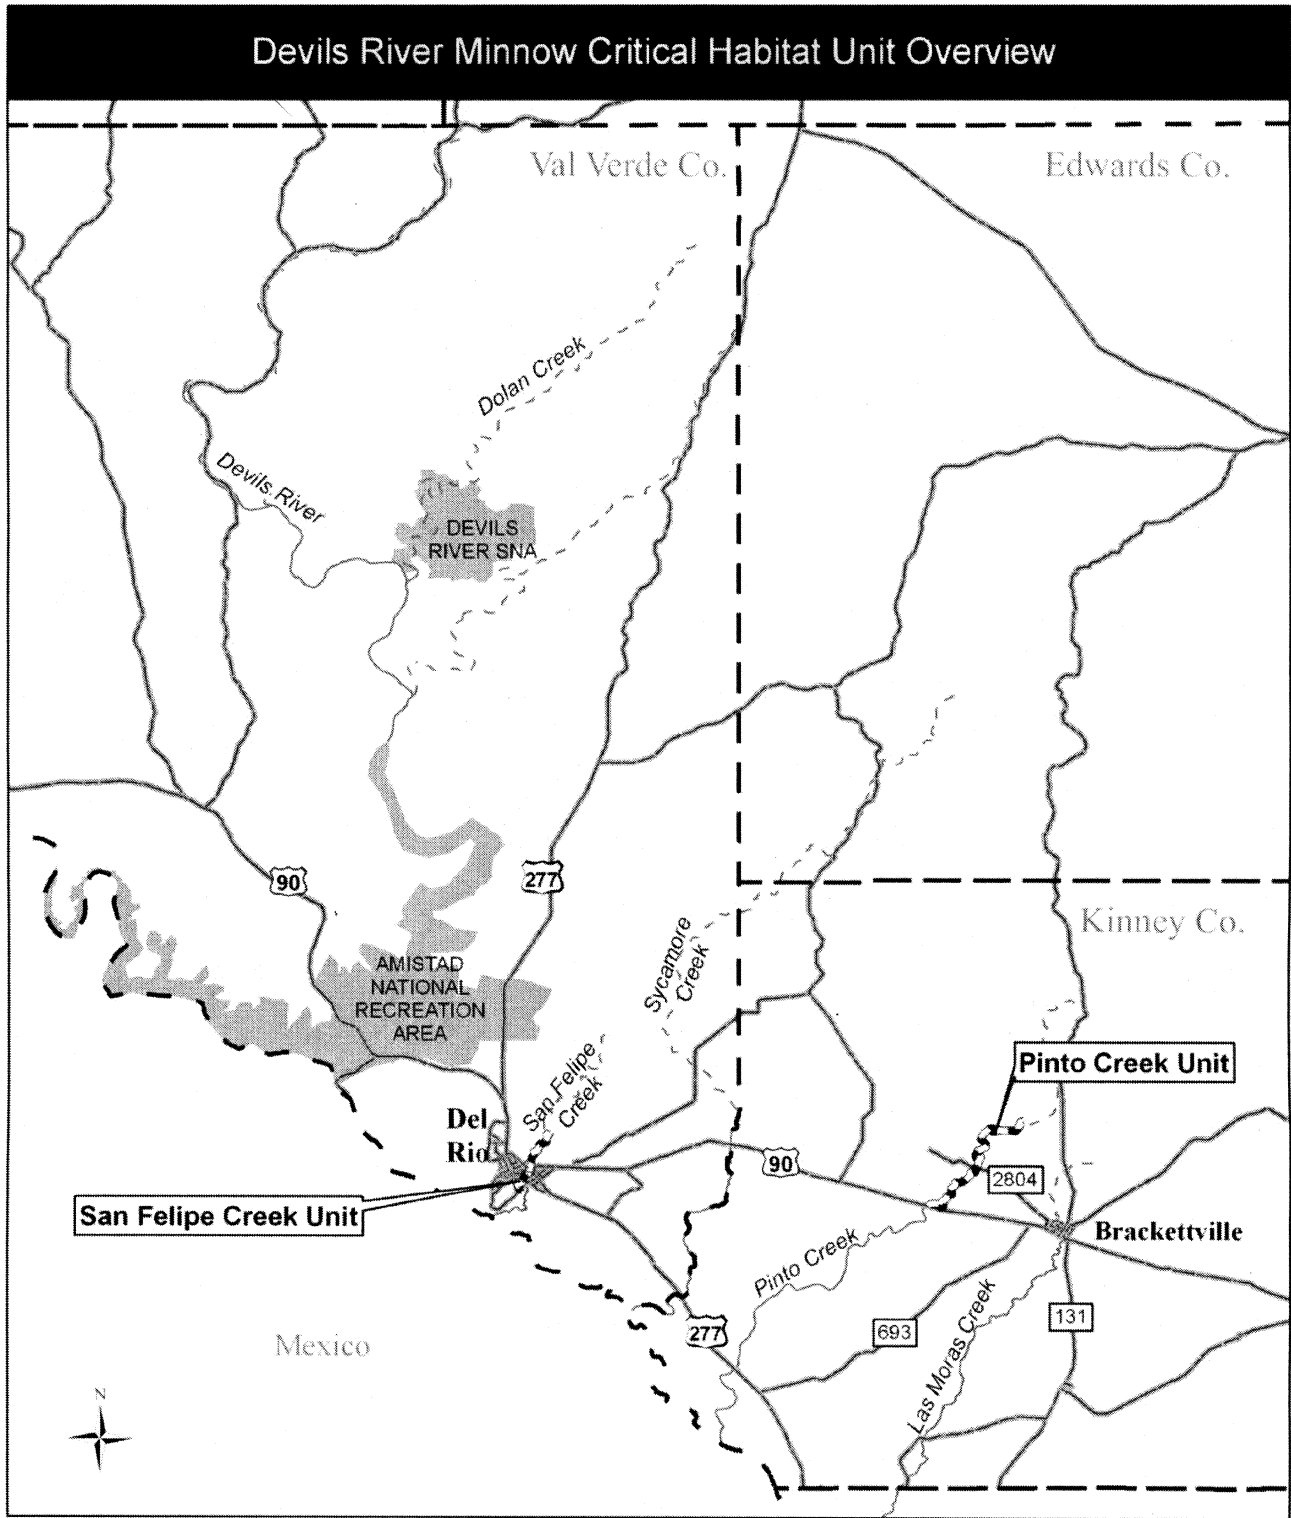 Devils River Minnow Critical Habitat Unit Overview
Val Verde Co.
Edwards Co.
Dolan Creek
Devils River
DEVILS
RIVER SNA
90
277
Kinney Co.
Sycamore
Creek
AMISTAD
NATIONAL
RECREATION
AREA
San Felipe
Creek
Pinto Creek Unit
Del
Rio
90
2804
San Felipe Creek Unit
Brackettville
Pinto Creek
Las Moras Creek
277
693
131
Mexico
N